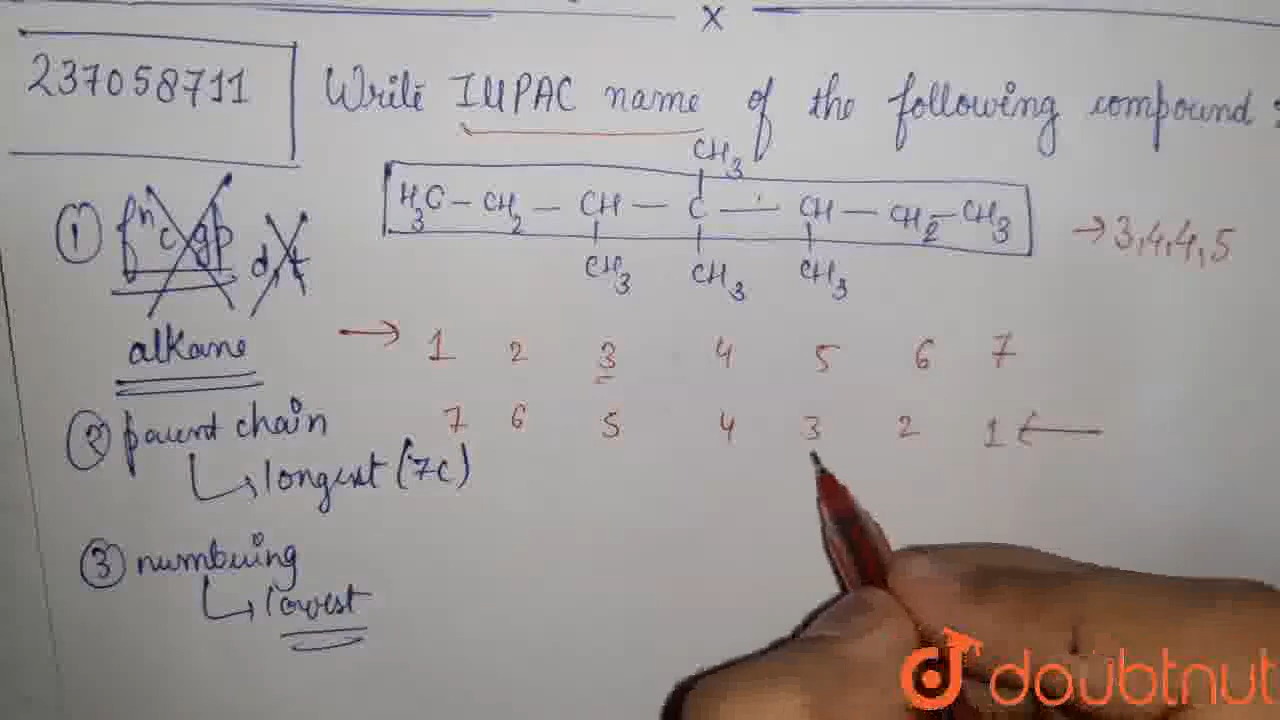 x
237058711
Write IUPAC name of the following compound :
CH3
H3C - CH2 - CH - C - CH - CH2 - CH3
CH3 CH3 CH3
→ 3,4,4,5
① fnc gp d,t
alkane
→ 1 2 3 4 5 6 7
7 6 5 4 3 2 1 ←
② parent chain
↳ longest (7c)
③ numbering
↳ lowest
doubtnut